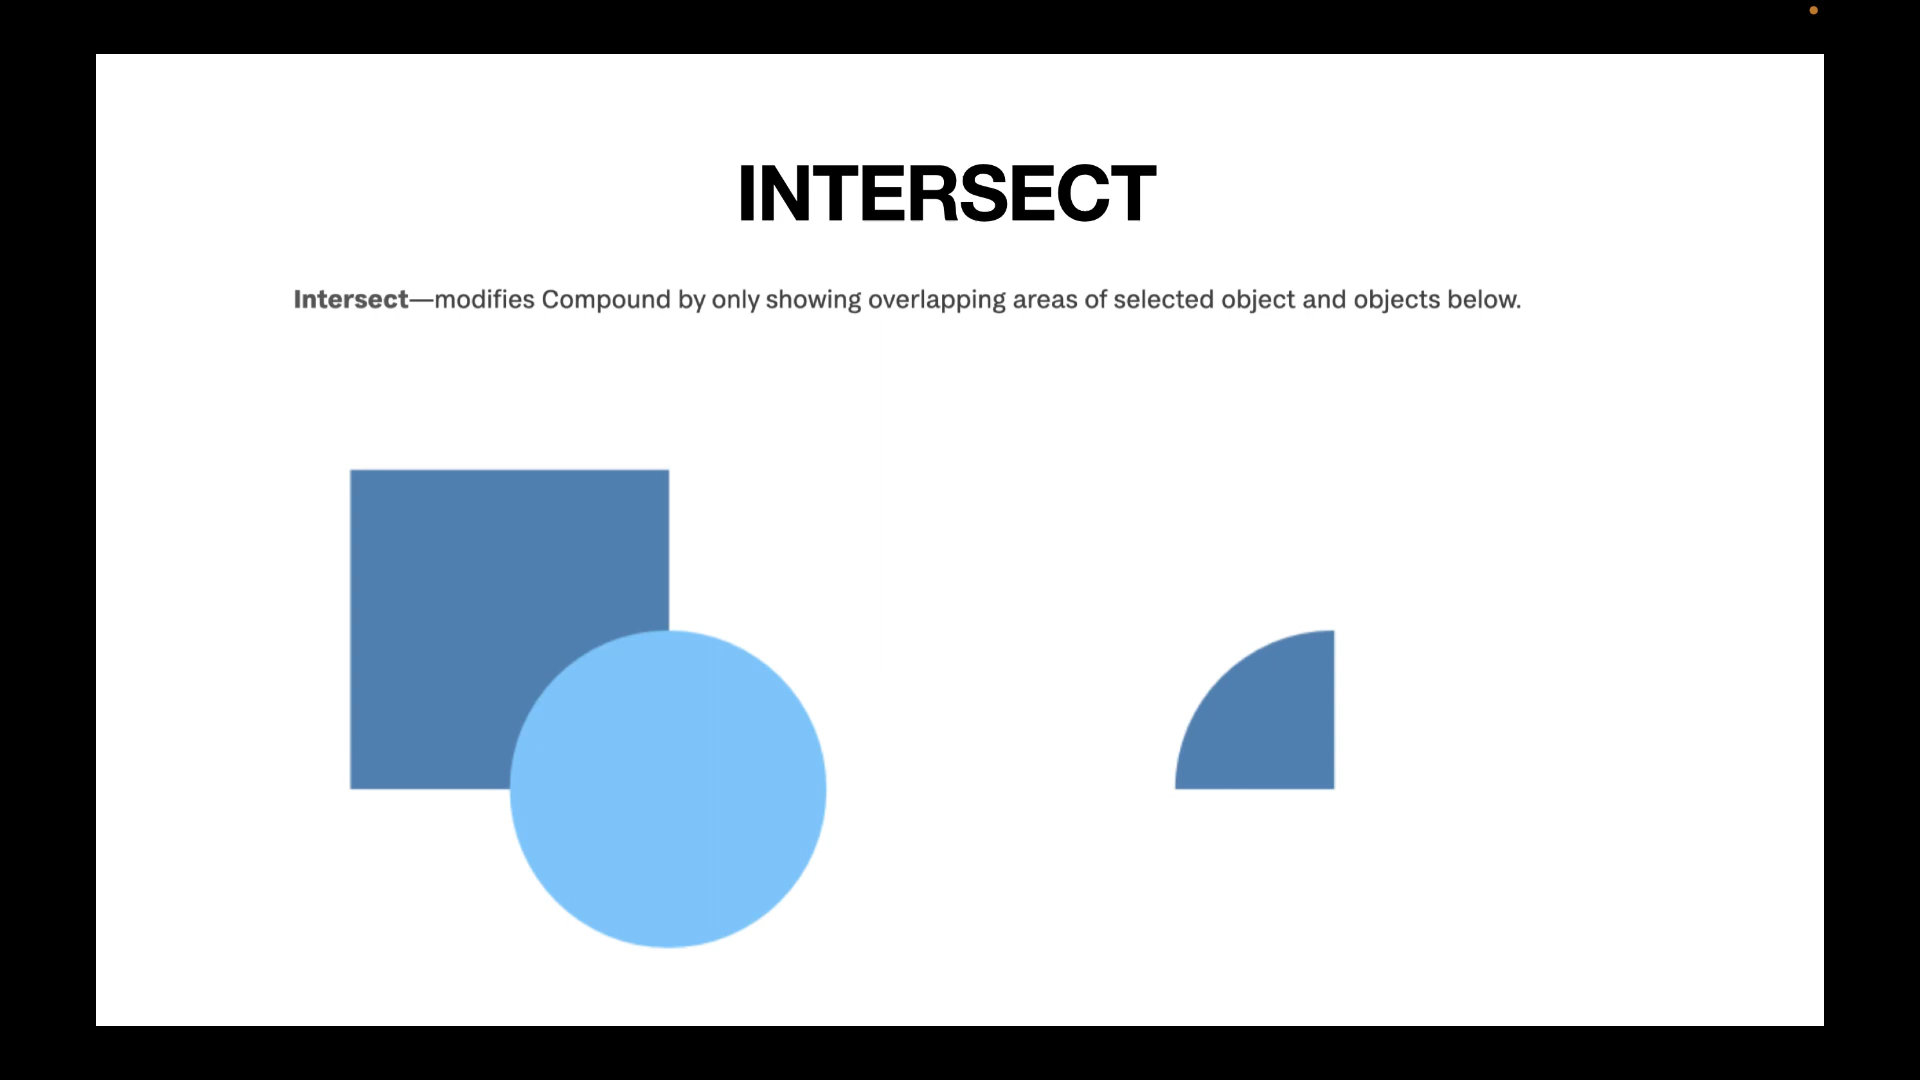 INTERSECT
Intersect—modifies Compound by only showing overlapping areas of selected object and objects below.